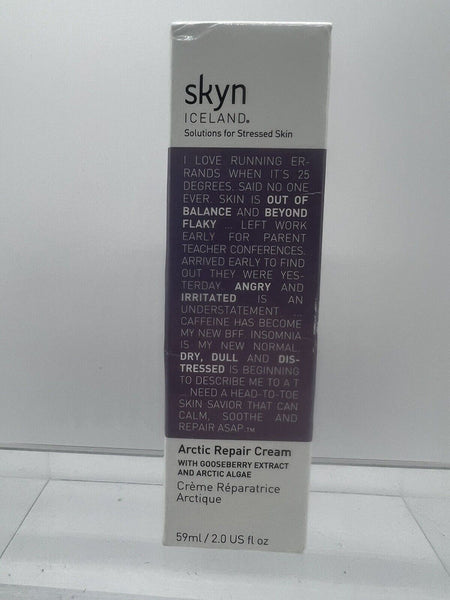 skyn
ICELAND®
Solutions for Stressed Skin
I LOVE RUNNING ER-
RANDS WHEN IT'S 25
DEGREES. SAID NO ONE
EVER. SKIN IS OUT OF
BALANCE AND BEYOND
FLAKY ... LEFT WORK
EARLY FOR PARENT
TEACHER CONFERENCES.
ARRIVED EARLY TO FIND
OUT THEY WERE YES-
TERDAY. ANGRY AND
IRRITATED IS AN
UNDERSTATEMENT ...
CAFFEINE HAS BECOME
MY NEW BFF. INSOMNIA
IS MY NEW NORMAL.
DRY, DULL AND DIS-
TRESSED IS BEGINNING
TO DESCRIBE ME TO A T
... NEED A HEAD-TO-TOE
SKIN SAVIOR THAT CAN
CALM, SOOTHE AND
REPAIR ASAP.™
Arctic Repair Cream
WITH GOOSEBERRY EXTRACT
AND ARCTIC ALGAE
Crème Réparatrice
Arctique
59ml / 2.0 US fl oz